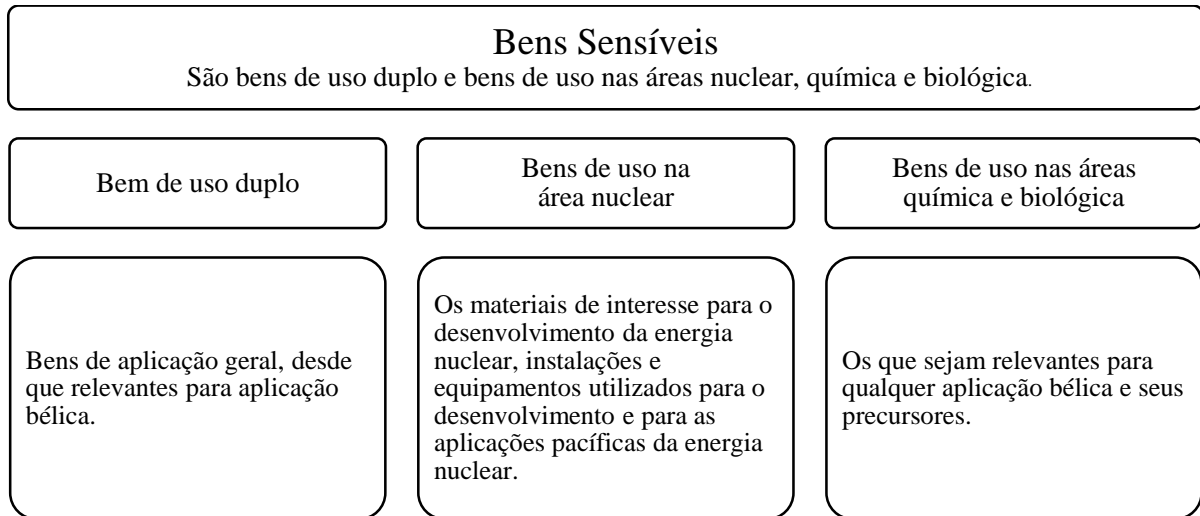 Bens Sensíveis
São bens de uso duplo e bens de uso nas áreas nuclear, química e biológica.
Bem de uso duplo
Bens de uso na
área nuclear
Bens de uso nas áreas
química e biológica
Bens de aplicação geral, desde
que relevantes para aplicação
bélica.
Os materiais de interesse para o
desenvolvimento da energia
nuclear, instalações e
equipamentos utilizados para o
desenvolvimento e para as
aplicações pacíficas da energia
nuclear.
Os que sejam relevantes para
qualquer aplicação bélica e seus
precursores.